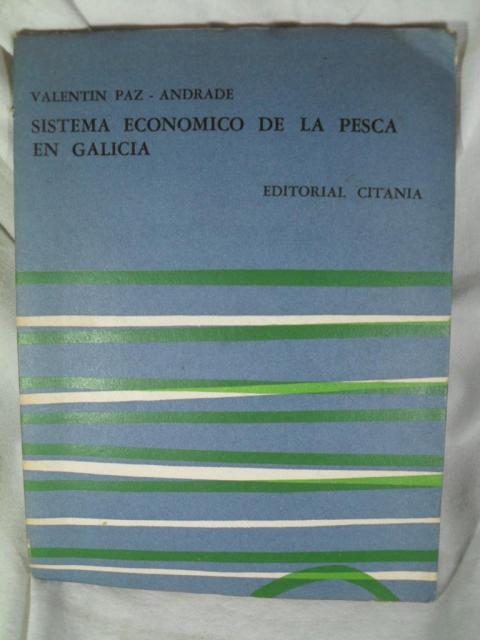 VALENTIN PAZ - ANDRADE
SISTEMA ECONOMICO DE LA PESCA
EN GALICIA
EDITORIAL CITANIA